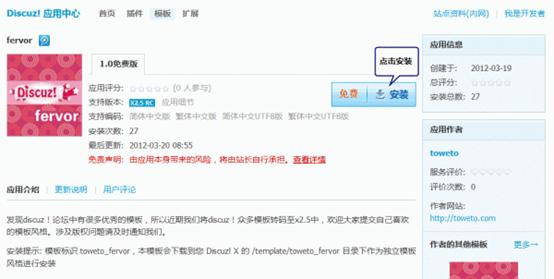 Discuz! 应用中心 首页 插件 模板 扩展 站点资料(内网) | 我是开发者
fervor
Discuz!
fervor
1.0免费版
点击安装
应用评分: (0 人参与)
支持版本: X2.5 RC 应用细节
支持编码: 简体中文版 繁体中文版 简体中文UTF8版 繁体中文UTF8版
安装次数: 27
最后更新: 2012-03-20 08:55
免责声明: 由应用本身带来的风险，将由站长自行承担。查看详情
免费 安装
应用介绍 | 更新说明 | 用户评论
发现discuz！论坛中有很多优秀的模板，所以近期我们将discuz！众多模板转码至x2.5中，欢迎大家提交自己喜欢
的模板风格。涉及版权问题请及时通知我们。
安装提示: 模板标识 toweto_fervor，本模板会下载到您 Discuz! X 的 /template/toweto_fervor 目录下作为独立模板
风格进行安装
应用信息
创建于: 2012-03-19
总评分:
安装总数: 27
应用作者
toweto
服务评分:
评价次数: 0
作者网站:
http://toweto.com
作者的其他模板 更多→